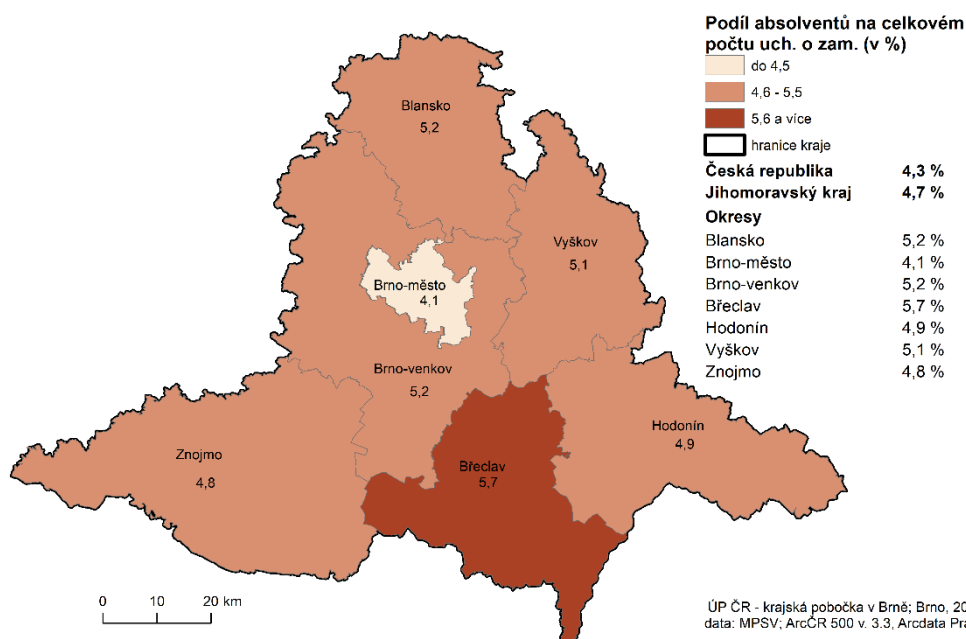 Podíl absolventů na celkovém
počtu uch. o zam. (v %)
do 4,5
4,6 - 5,5
5,6 a více
hranice kraje
Česká republika 4,3 %
Jihomoravský kraj 4,7 %
Okresy
Blansko 5,2 %
Brno-město 4,1 %
Brno-venkov 5,2 %
Břeclav 5,7 %
Hodonín 4,9 %
Vyškov 5,1 %
Znojmo 4,8 %
Blansko
5,2
Vyškov
5,1
Brno-město
4,1
Brno-venkov
5,2
Hodonín
4,9
Znojmo
4,8
Břeclav
5,7
0 10 20 km
ÚP ČR - krajská pobočka v Brně; Brno,
data: MPSV; ArcČR 500 v. 3.3, Arcdata